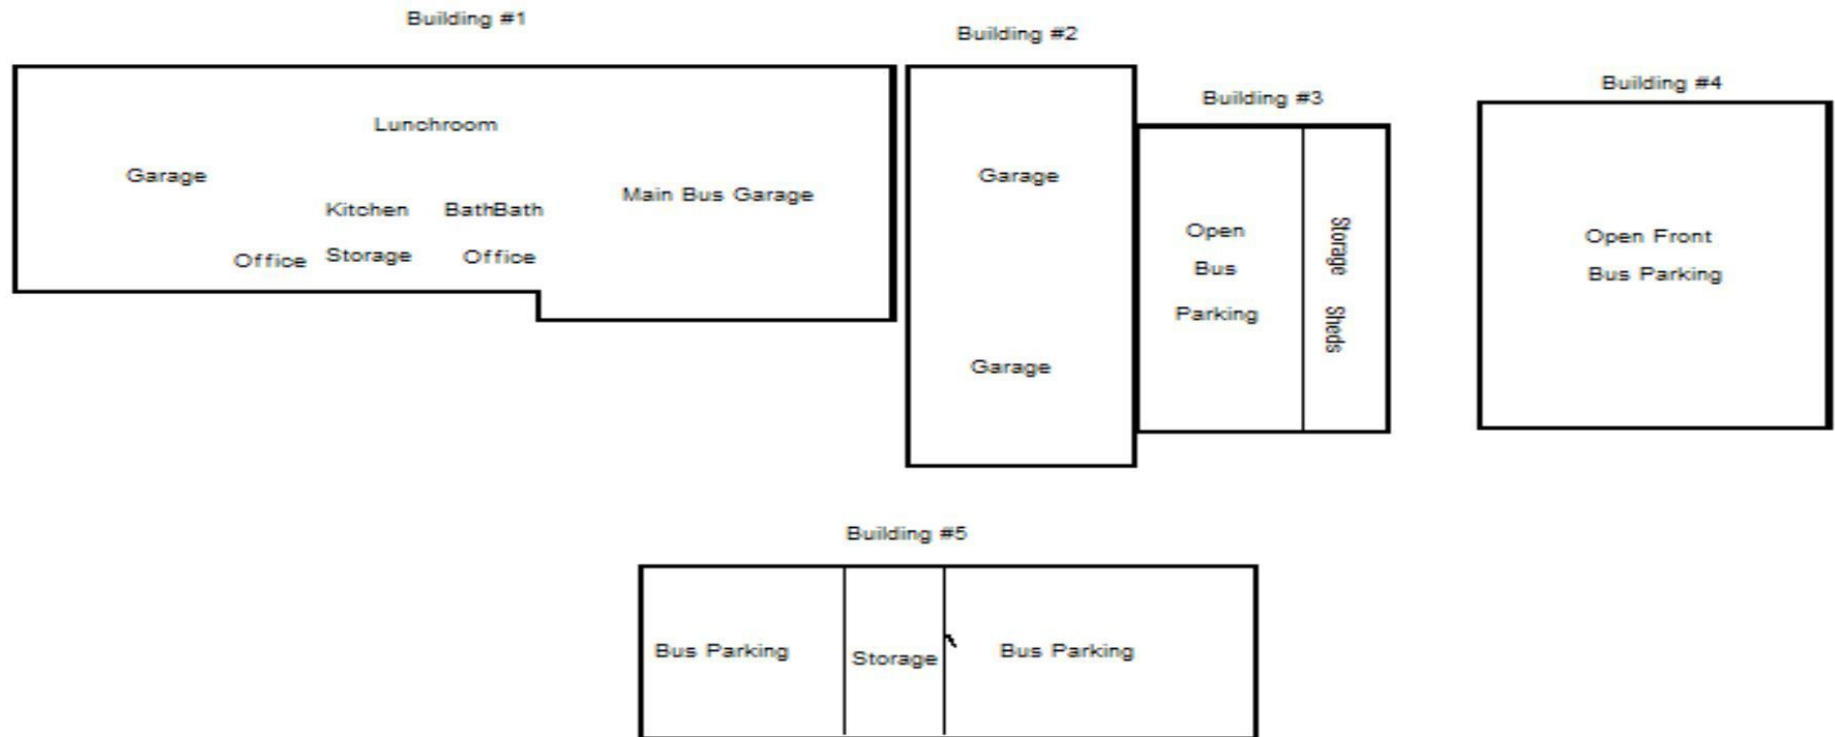 Building #1
Lunchroom
Garage
Main Bus Garage
Kitchen
BathBath
Office
Storage
Office
Building #2
Garage
Garage
Building #3
Open
Bus
Parking
Storage Sheds
Building #4
Open Front
Bus Parking
Building #5
Bus Parking
Storage
Bus Parking